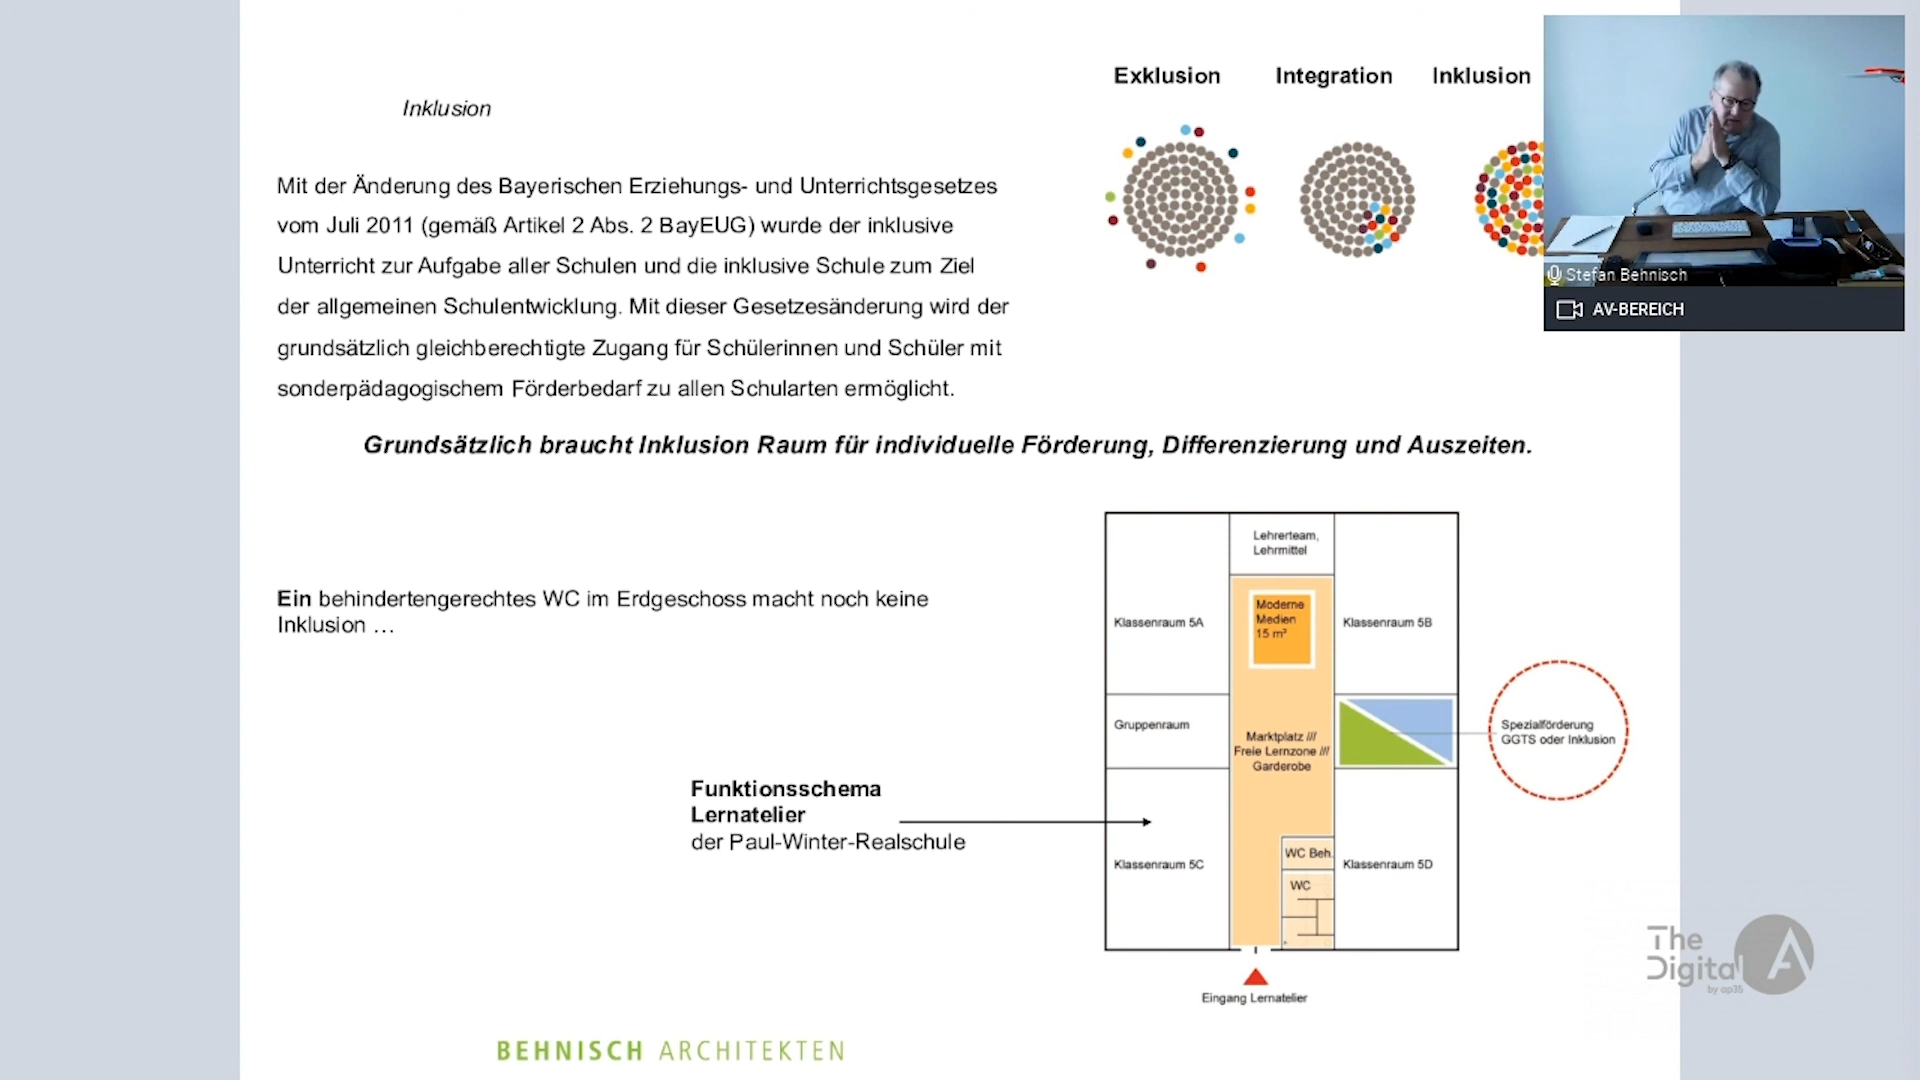 Inklusion
Exklusion
Integration
Inklusion
Mit der Änderung des Bayerischen Erziehungs- und Unterrichtsgesetzes
vom Juli 2011 (gemäß Artikel 2 Abs. 2 BayEUG) wurde der inklusive
Unterricht zur Aufgabe aller Schulen und die inklusive Schule zum Ziel
der allgemeinen Schulentwicklung. Mit dieser Gesetzesänderung wird der
grundsätzlich gleichberechtigte Zugang für Schülerinnen und Schüler mit
sonderpädagogischem Förderbedarf zu allen Schularten ermöglicht.
Stefan Behnisch
AV-BEREICH
Grundsätzlich braucht Inklusion Raum für individuelle Förderung, Differenzierung und Auszeiten.
Ein behindertengerechtes WC im Erdgeschoss macht noch keine
Inklusion …
Funktionsschema
Lernatelier
der Paul-Winter-Realschule
Lehrerteam,
Lehrmittel
Klassenraum 5A
Moderne
Medien
15 m²
Klassenraum 5B
Gruppenraum
Marktplatz ///
Freie Lernzone ///
Garderobe
Spezialförderung
GGTS oder Inklusion
Klassenraum 5C
WC Beh.
WC
Klassenraum 5D
Eingang Lernatelier
The
Digital
by ap35
A
BEHNISCH ARCHITEKTEN